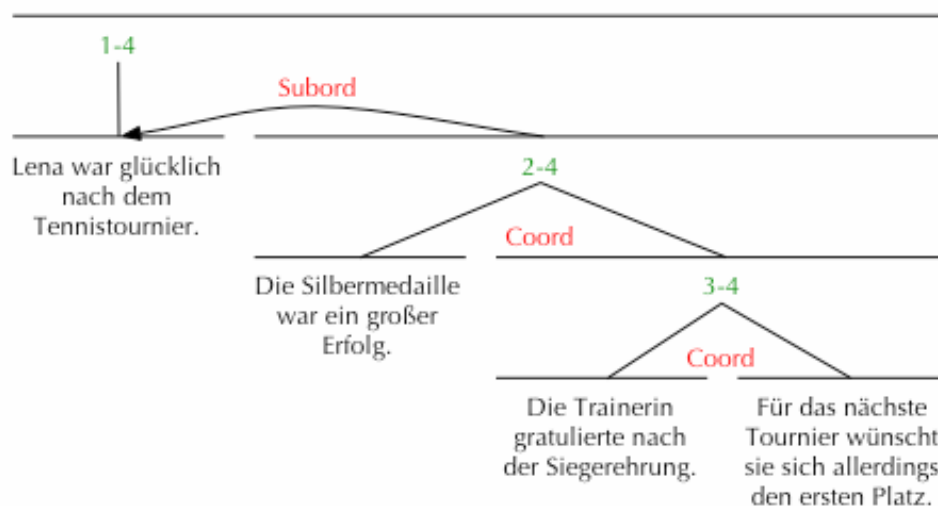 1-4
Subord
Lena war glücklich
nach dem
Tennistournier.
2-4
Coord
Die Silbermedaille
war ein großer
Erfolg.
3-4
Coord
Die Trainerin
gratulierte nach
der Siegerehrung.
Für das nächste
Tournier wünscht
sie sich allerdings
den ersten Platz.